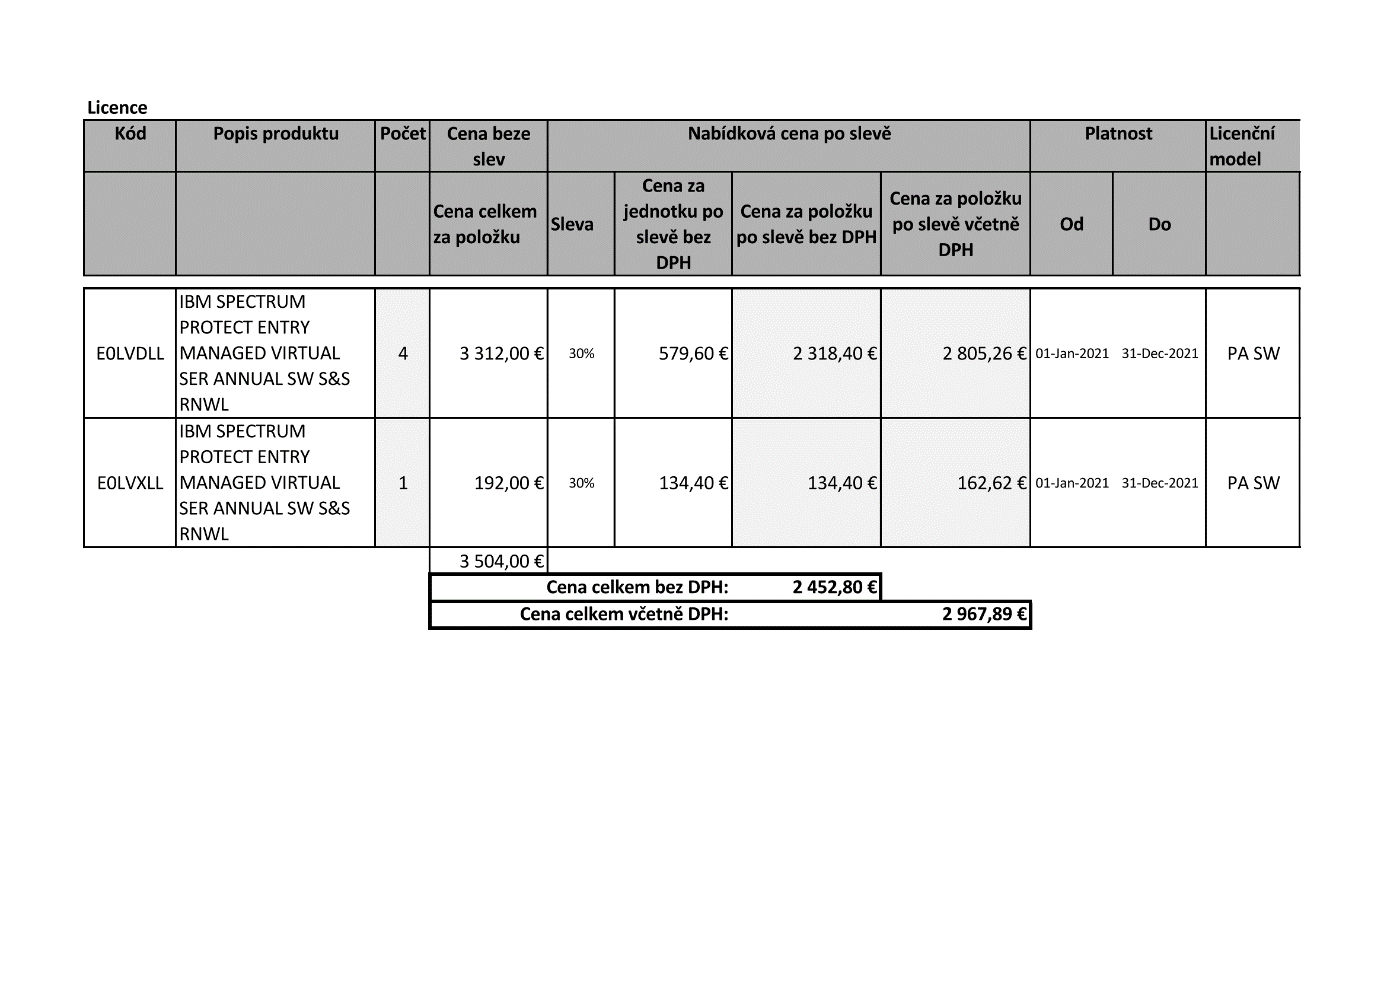 Licence
Kód Popis produktu Počet Cena beze slev Nabídková cena po slevě Platnost Licenční model
Cena celkem za položku Sleva Cena za jednotku po slevě bez DPH Cena za položku po slevě bez DPH Cena za položku po slevě včetně DPH Od Do
E0LVDLL IBM SPECTRUM PROTECT ENTRY MANAGED VIRTUAL SER ANNUAL SW S&S RNWL 4 3 312,00 € 30% 579,60 € 2 318,40 € 2 805,26 € 01-Jan-2021 31-Dec-2021 PA SW
E0LVXLL IBM SPECTRUM PROTECT ENTRY MANAGED VIRTUAL SER ANNUAL SW S&S RNWL 1 192,00 € 30% 134,40 € 134,40 € 162,62 € 01-Jan-2021 31-Dec-2021 PA SW
3 504,00 €
Cena celkem bez DPH: 2 452,80 €
Cena celkem včetně DPH: 2 967,89 €